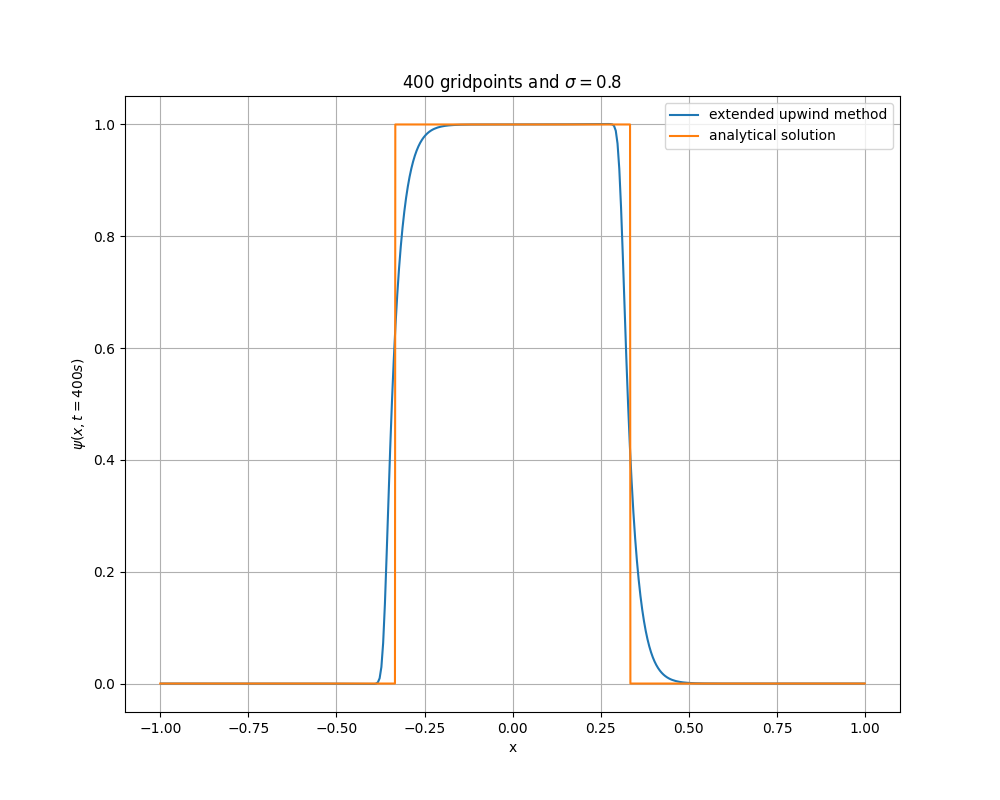 400 gridpoints and σ = 0.8
extended upwind method
analytical solution
1.0
0.8
0.6
0.4
0.2
0.0
ψ(x, t = 400s)
−1.00 −0.75 −0.50 −0.25 0.00 0.25 0.50 0.75 1.00
x